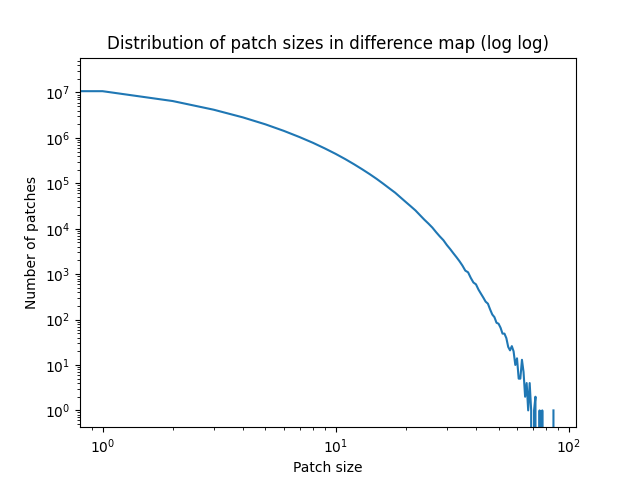 Distribution of patch sizes in difference map (log log)
Number of patches
10^7
10^6
10^5
10^4
10^3
10^2
10^1
10^0
10^0 10^1 10^2
Patch size